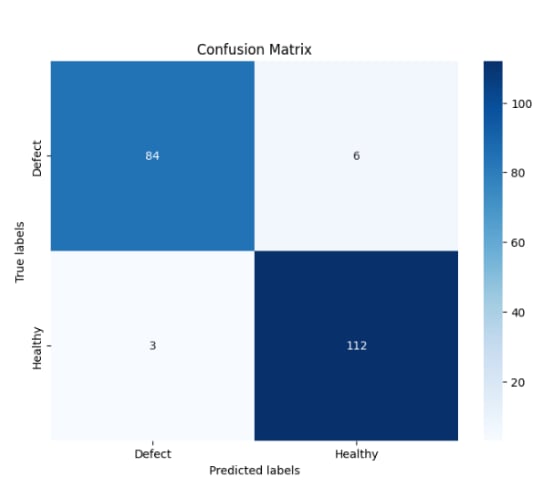 Confusion Matrix
Defect
84
6
100
80
60
40
20
True labels
Healthy
3
112
Defect
Healthy
Predicted labels